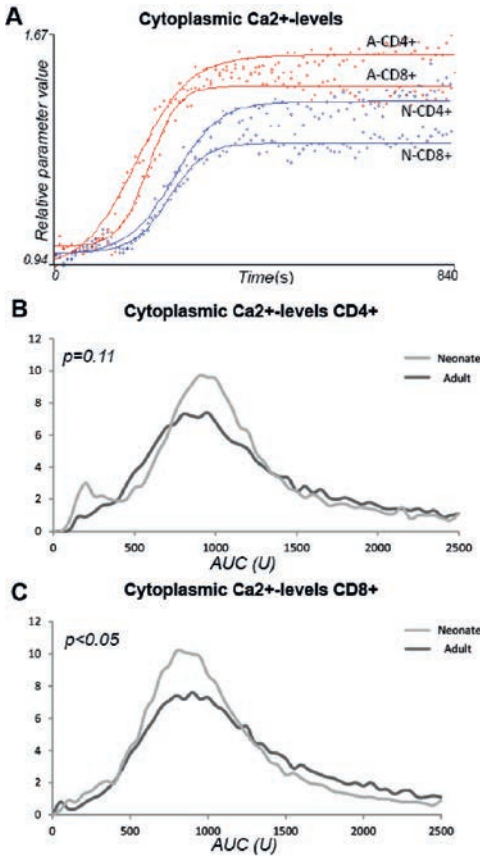 A
Cytoplasmic Ca2+-levels
1.67
Relative parameter value
0.94
A-CD4+
A-CD8+
N-CD4+
N-CD8+
0
Time(s)
840
B
Cytoplasmic Ca2+-levels CD4+
p=0.11
Neonate
Adult
12
10
8
6
4
2
0
0
500
1000
1500
2000
2500
AUC (U)
C
Cytoplasmic Ca2+-levels CD8+
p<0.05
Neonate
Adult
12
10
8
6
4
2
0
0
500
1000
1500
2000
2500
AUC (U)